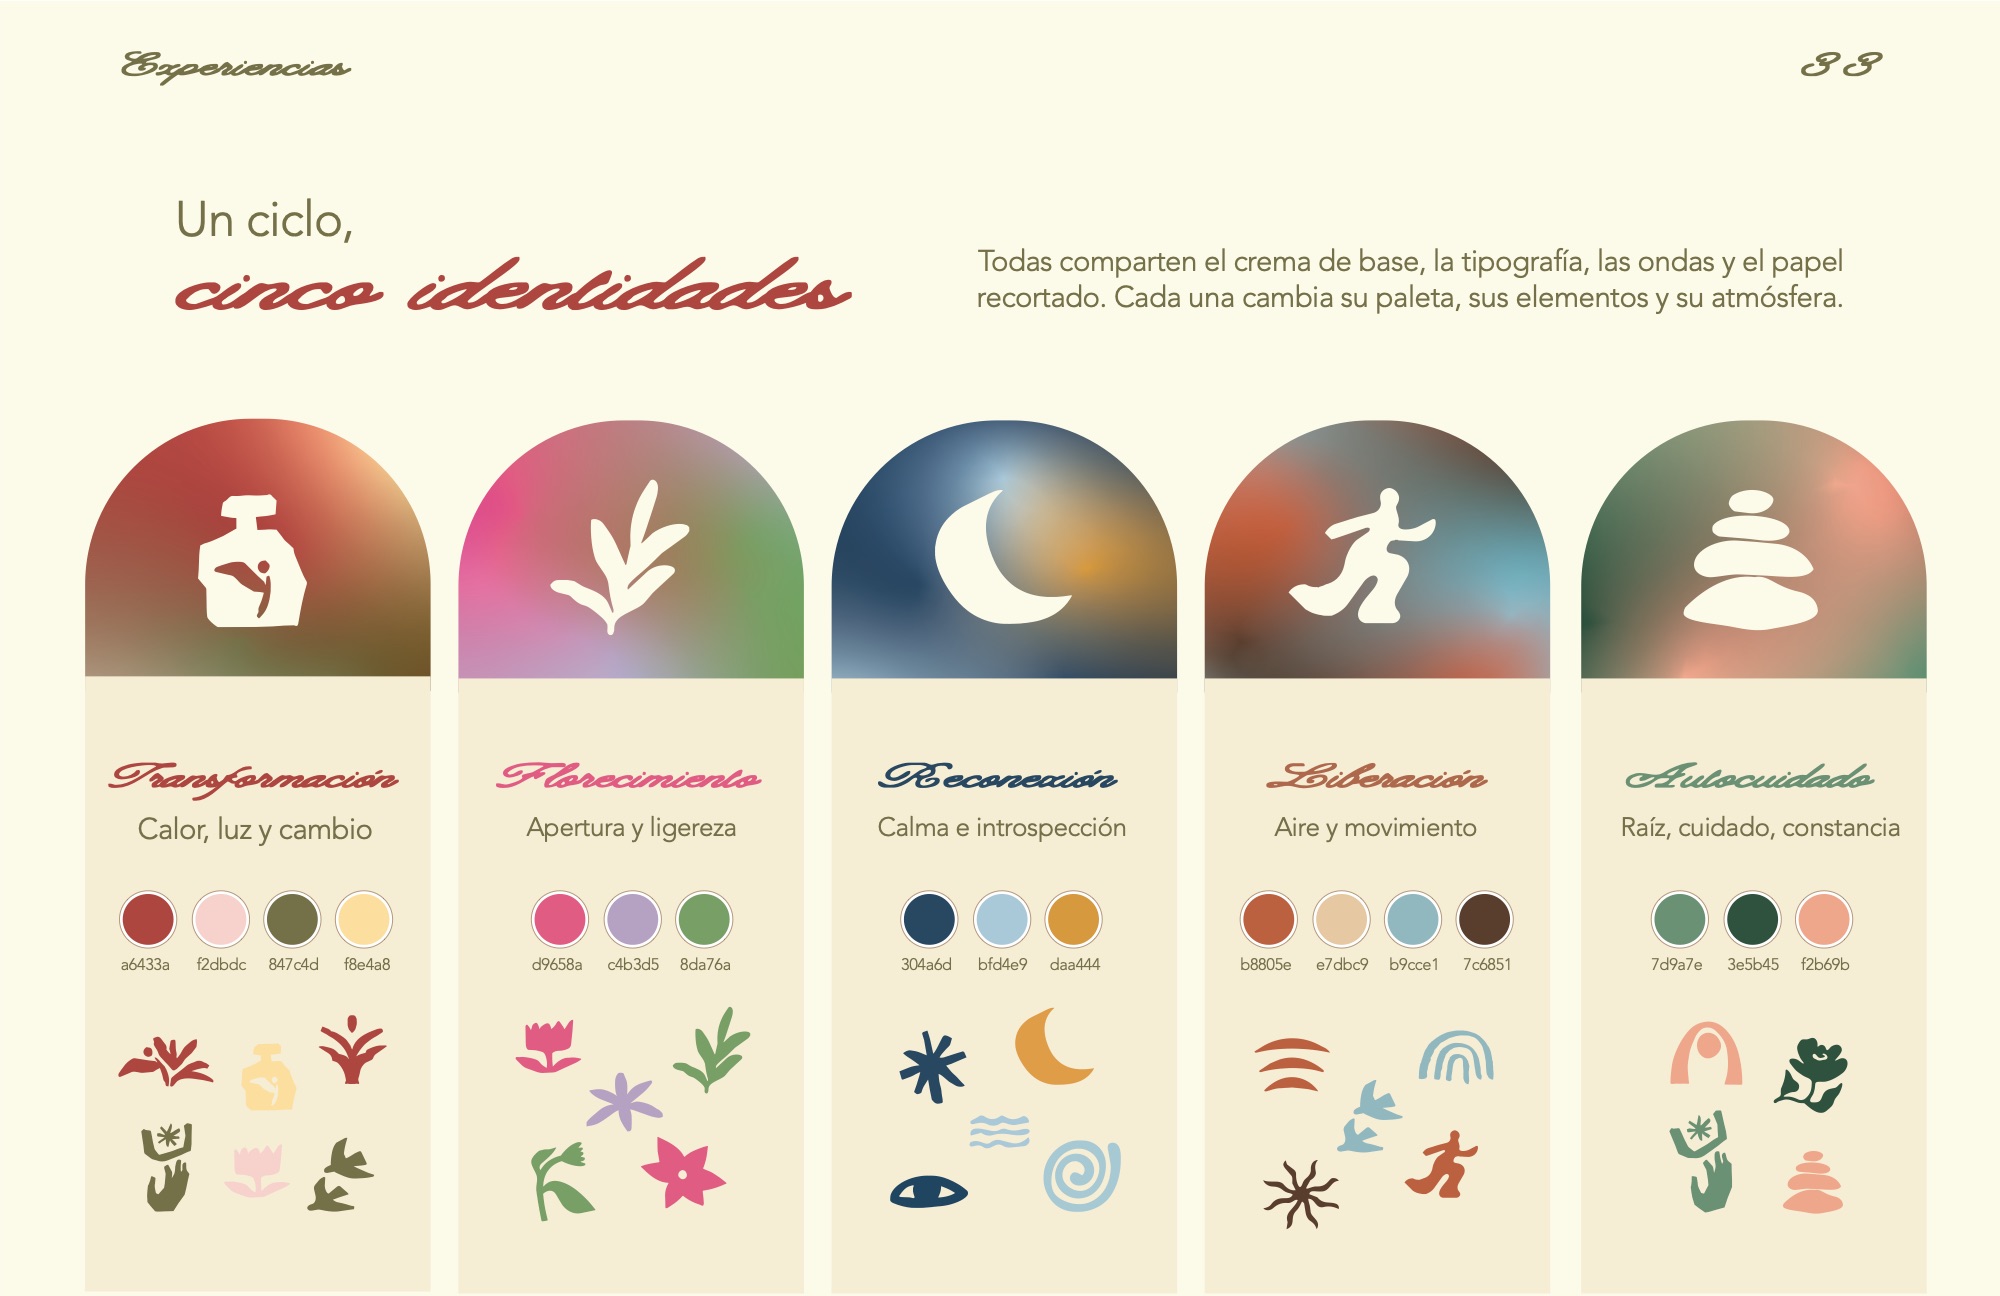 Experiencias
33
Un ciclo,
cinco identidades
Todas comparten el crema de base, la tipografía, las ondas y el papel
recortado. Cada una cambia su paleta, sus elementos y su atmósfera.
Transformación
Calor, luz y cambio
a6433a f2dbdc 847c4d f8e4a8
Florecimiento
Apertura y ligereza
d9658a c4b3d5 8da76a
Reconexión
Calma e introspección
304a6d bfd4e9 daa444
Liberación
Aire y movimiento
b8805e e7dbc9 b9cce1 7c6851
Autocuidado
Raíz, cuidado, constancia
7d9a7e 3e5b45 f2b69b